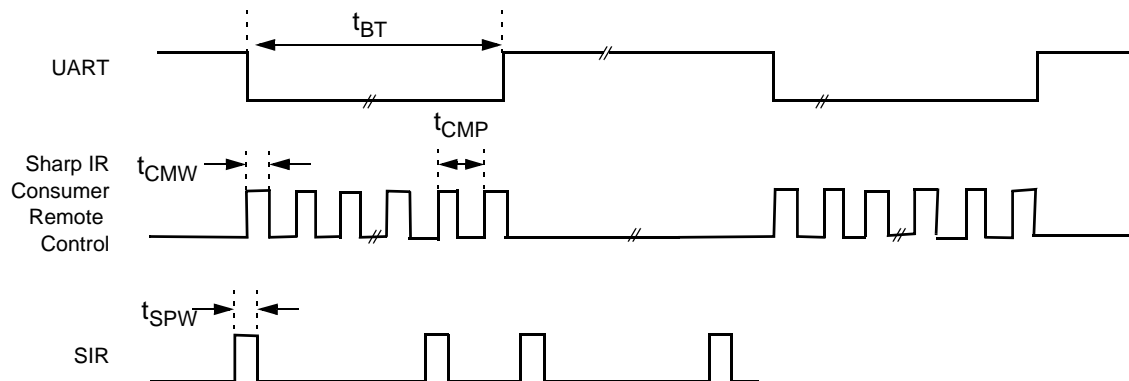 tBT
UART
tCMP
Sharp IR
Consumer
Remote
Control
tCMW
tSPW
SIR